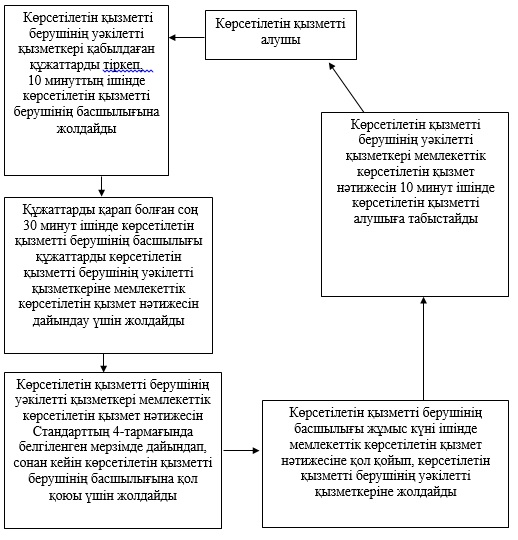 Көрсетілетін қызметті
алушы
Көрсетілетін қызметті
берушінің уәкілетті
қызметкері қабылдаған
құжаттарды тіркеп,
10 минуттың ішінде
көрсетілетін қызметті
берушінің басшылығына
жолдайды
Құжаттарды қарап болған соң
30 минут ішінде көрсетілетін
қызметті берушінің басшылығы
құжаттарды көрсетілетін
қызметті берушінің уәкілетті
қызметкеріне мемлекеттік
көрсетілетін қызмет нәтижесін
дайындау үшін жолдайды
Көрсетілетін қызметті берушінің
уәкілетті қызметкері мемлекеттік
көрсетілетін қызмет нәтижесін
Стандарттың 4-тармағында
белгіленген мерзімде дайындап,
сонан кейін көрсетілетін қызметті
берушінің басшылығына қол
қоюы үшін жолдайды
Көрсетілетін қызметті берушінің
басшылығы жұмыс күні ішінде
мемлекеттік көрсетілетін қызмет
нәтижесіне қол қойып, көрсетілетін
қызметті берушінің уәкілетті
қызметкеріне жолдайды
Көрсетілетін қызметті
берушінің уәкілетті
қызметкері мемлекеттік
көрсетілетін қызмет
нәтижесін 10 минут ішінде
көрсетілетін қызметті
алушыға табыстайды